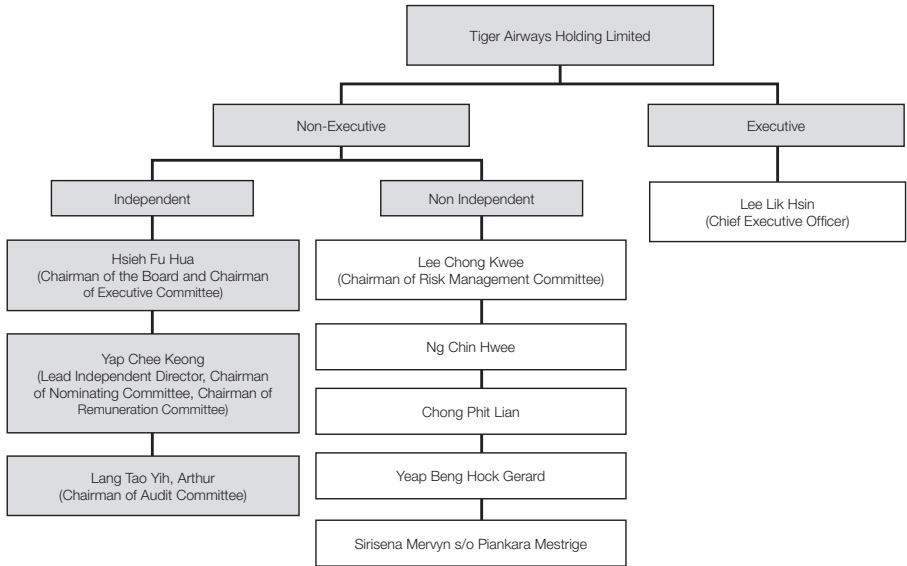 Tiger Airways Holding Limited
Non-Executive
Executive
Independent
Non Independent
Lee Lik Hsin
(Chief Executive Officer)
Hsieh Fu Hua
(Chairman of the Board and Chairman
of Executive Committee)
Lee Chong Kwee
(Chairman of Risk Management Committee)
Yap Chee Keong
(Lead Independent Director, Chairman
of Nominating Committee, Chairman of
Remuneration Committee)
Ng Chin Hwee
Chong Phit Lian
Lang Tao Yih, Arthur
(Chairman of Audit Committee)
Yeap Beng Hock Gerard
Sirisena Mervyn s/o Piankara Mestrige